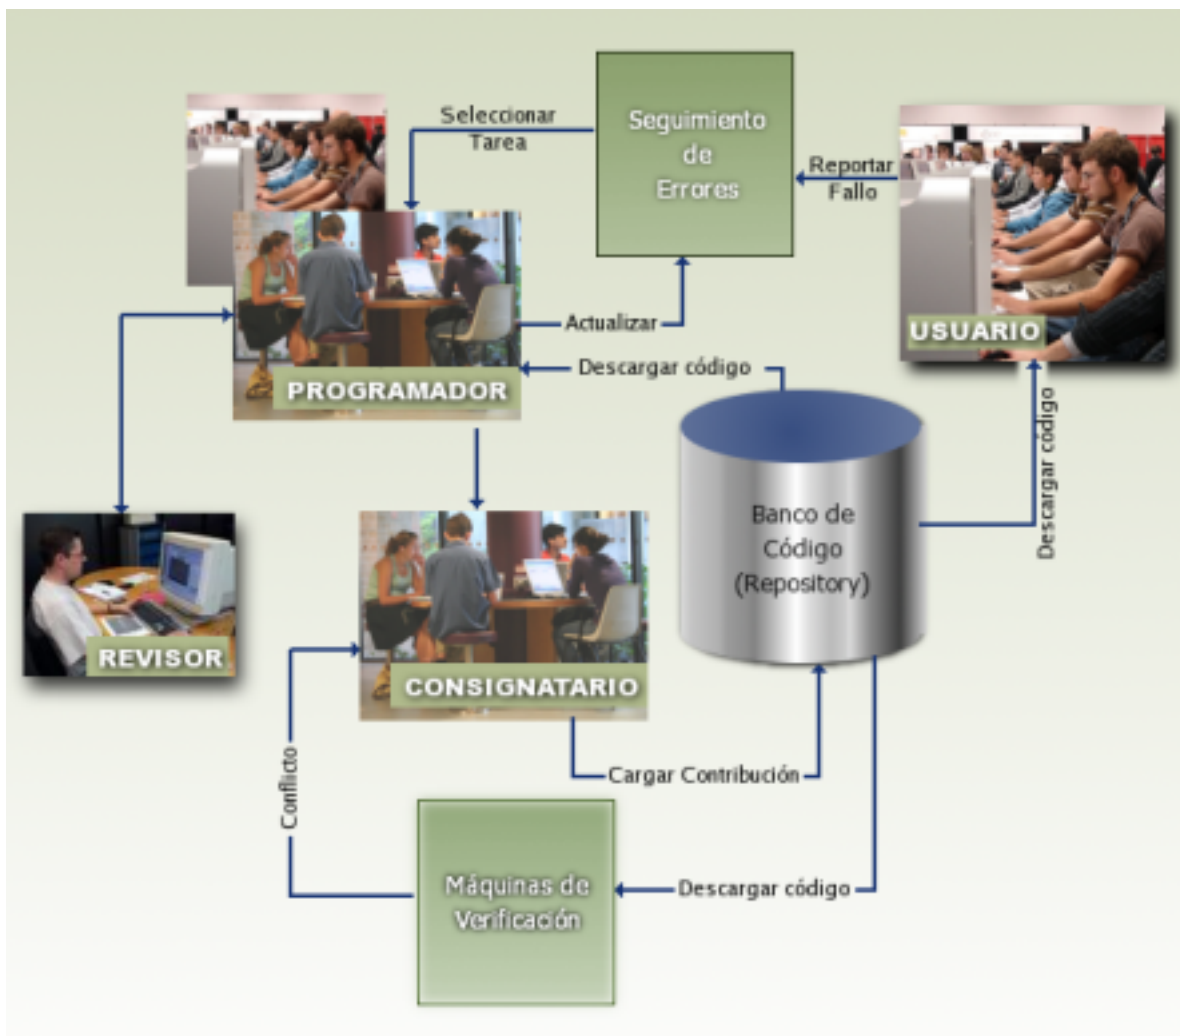 Seleccionar
Tarea
Seguimiento
de
Errores
Reportar
Fallo
USUARIO
Actualizar
Descargar código
PROGRAMADOR
Descargar código
Banco de
Código
(Repository)
REVISOR
CONSIGNATARIO
Conflicto
Cargar Contribución
Máquinas de
Verificación
Descargar código